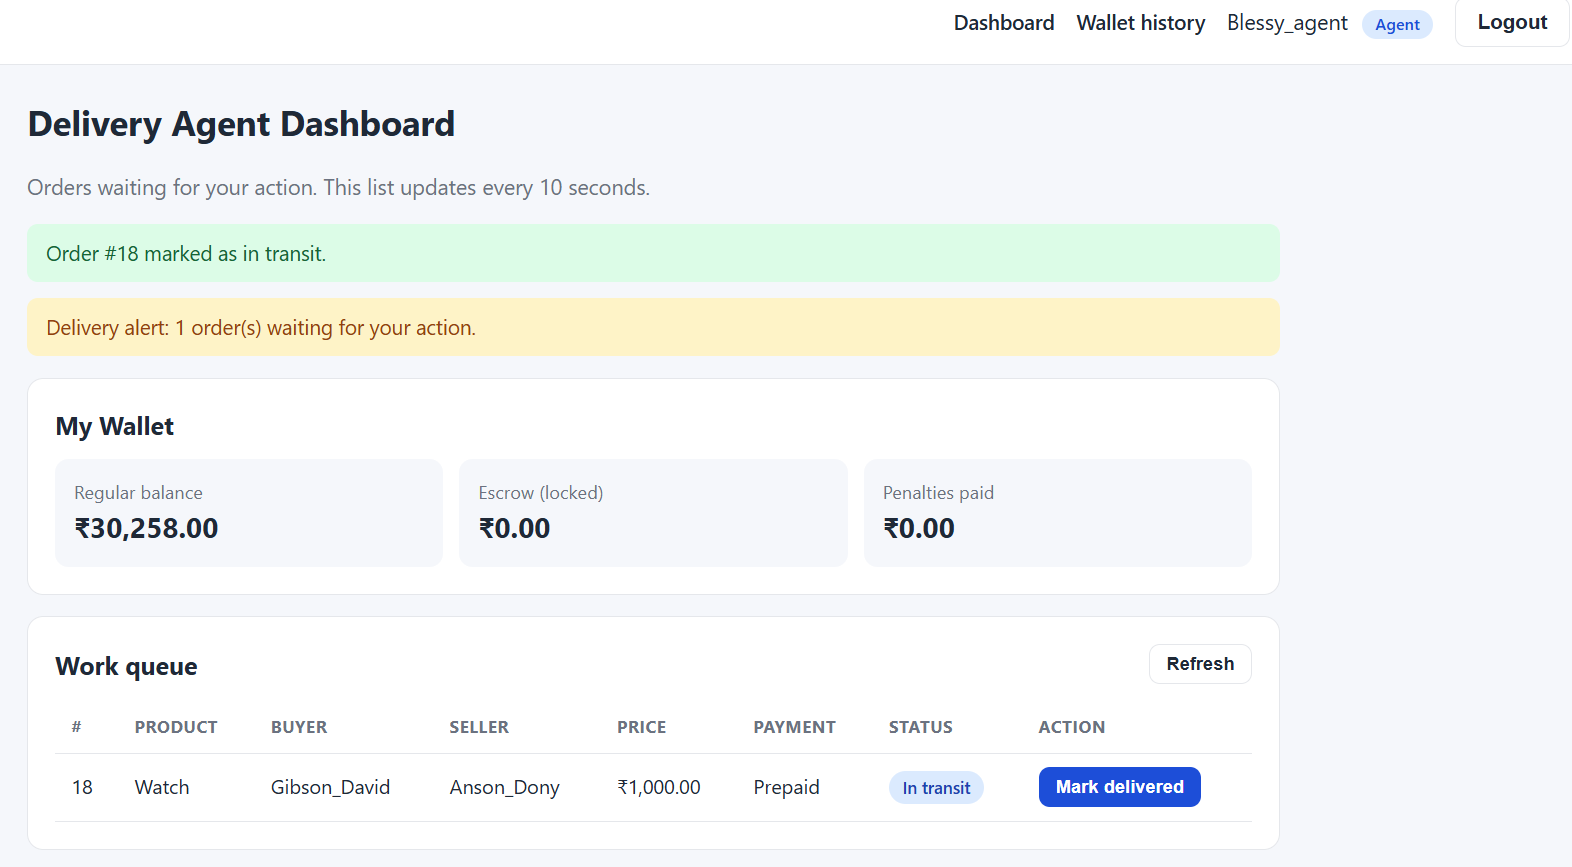 Dashboard Wallet history Blessy_agent Agent Logout
Delivery Agent Dashboard
Orders waiting for your action. This list updates every 10 seconds.
Order #18 marked as in transit.
Delivery alert: 1 order(s) waiting for your action.
My Wallet
Regular balance Escrow (locked) Penalties paid
₹30,258.00 ₹0.00 ₹0.00
Work queue Refresh
# PRODUCT BUYER SELLER PRICE PAYMENT STATUS ACTION
18 Watch Gibson_David Anson_Dony ₹1,000.00 Prepaid In transit Mark delivered